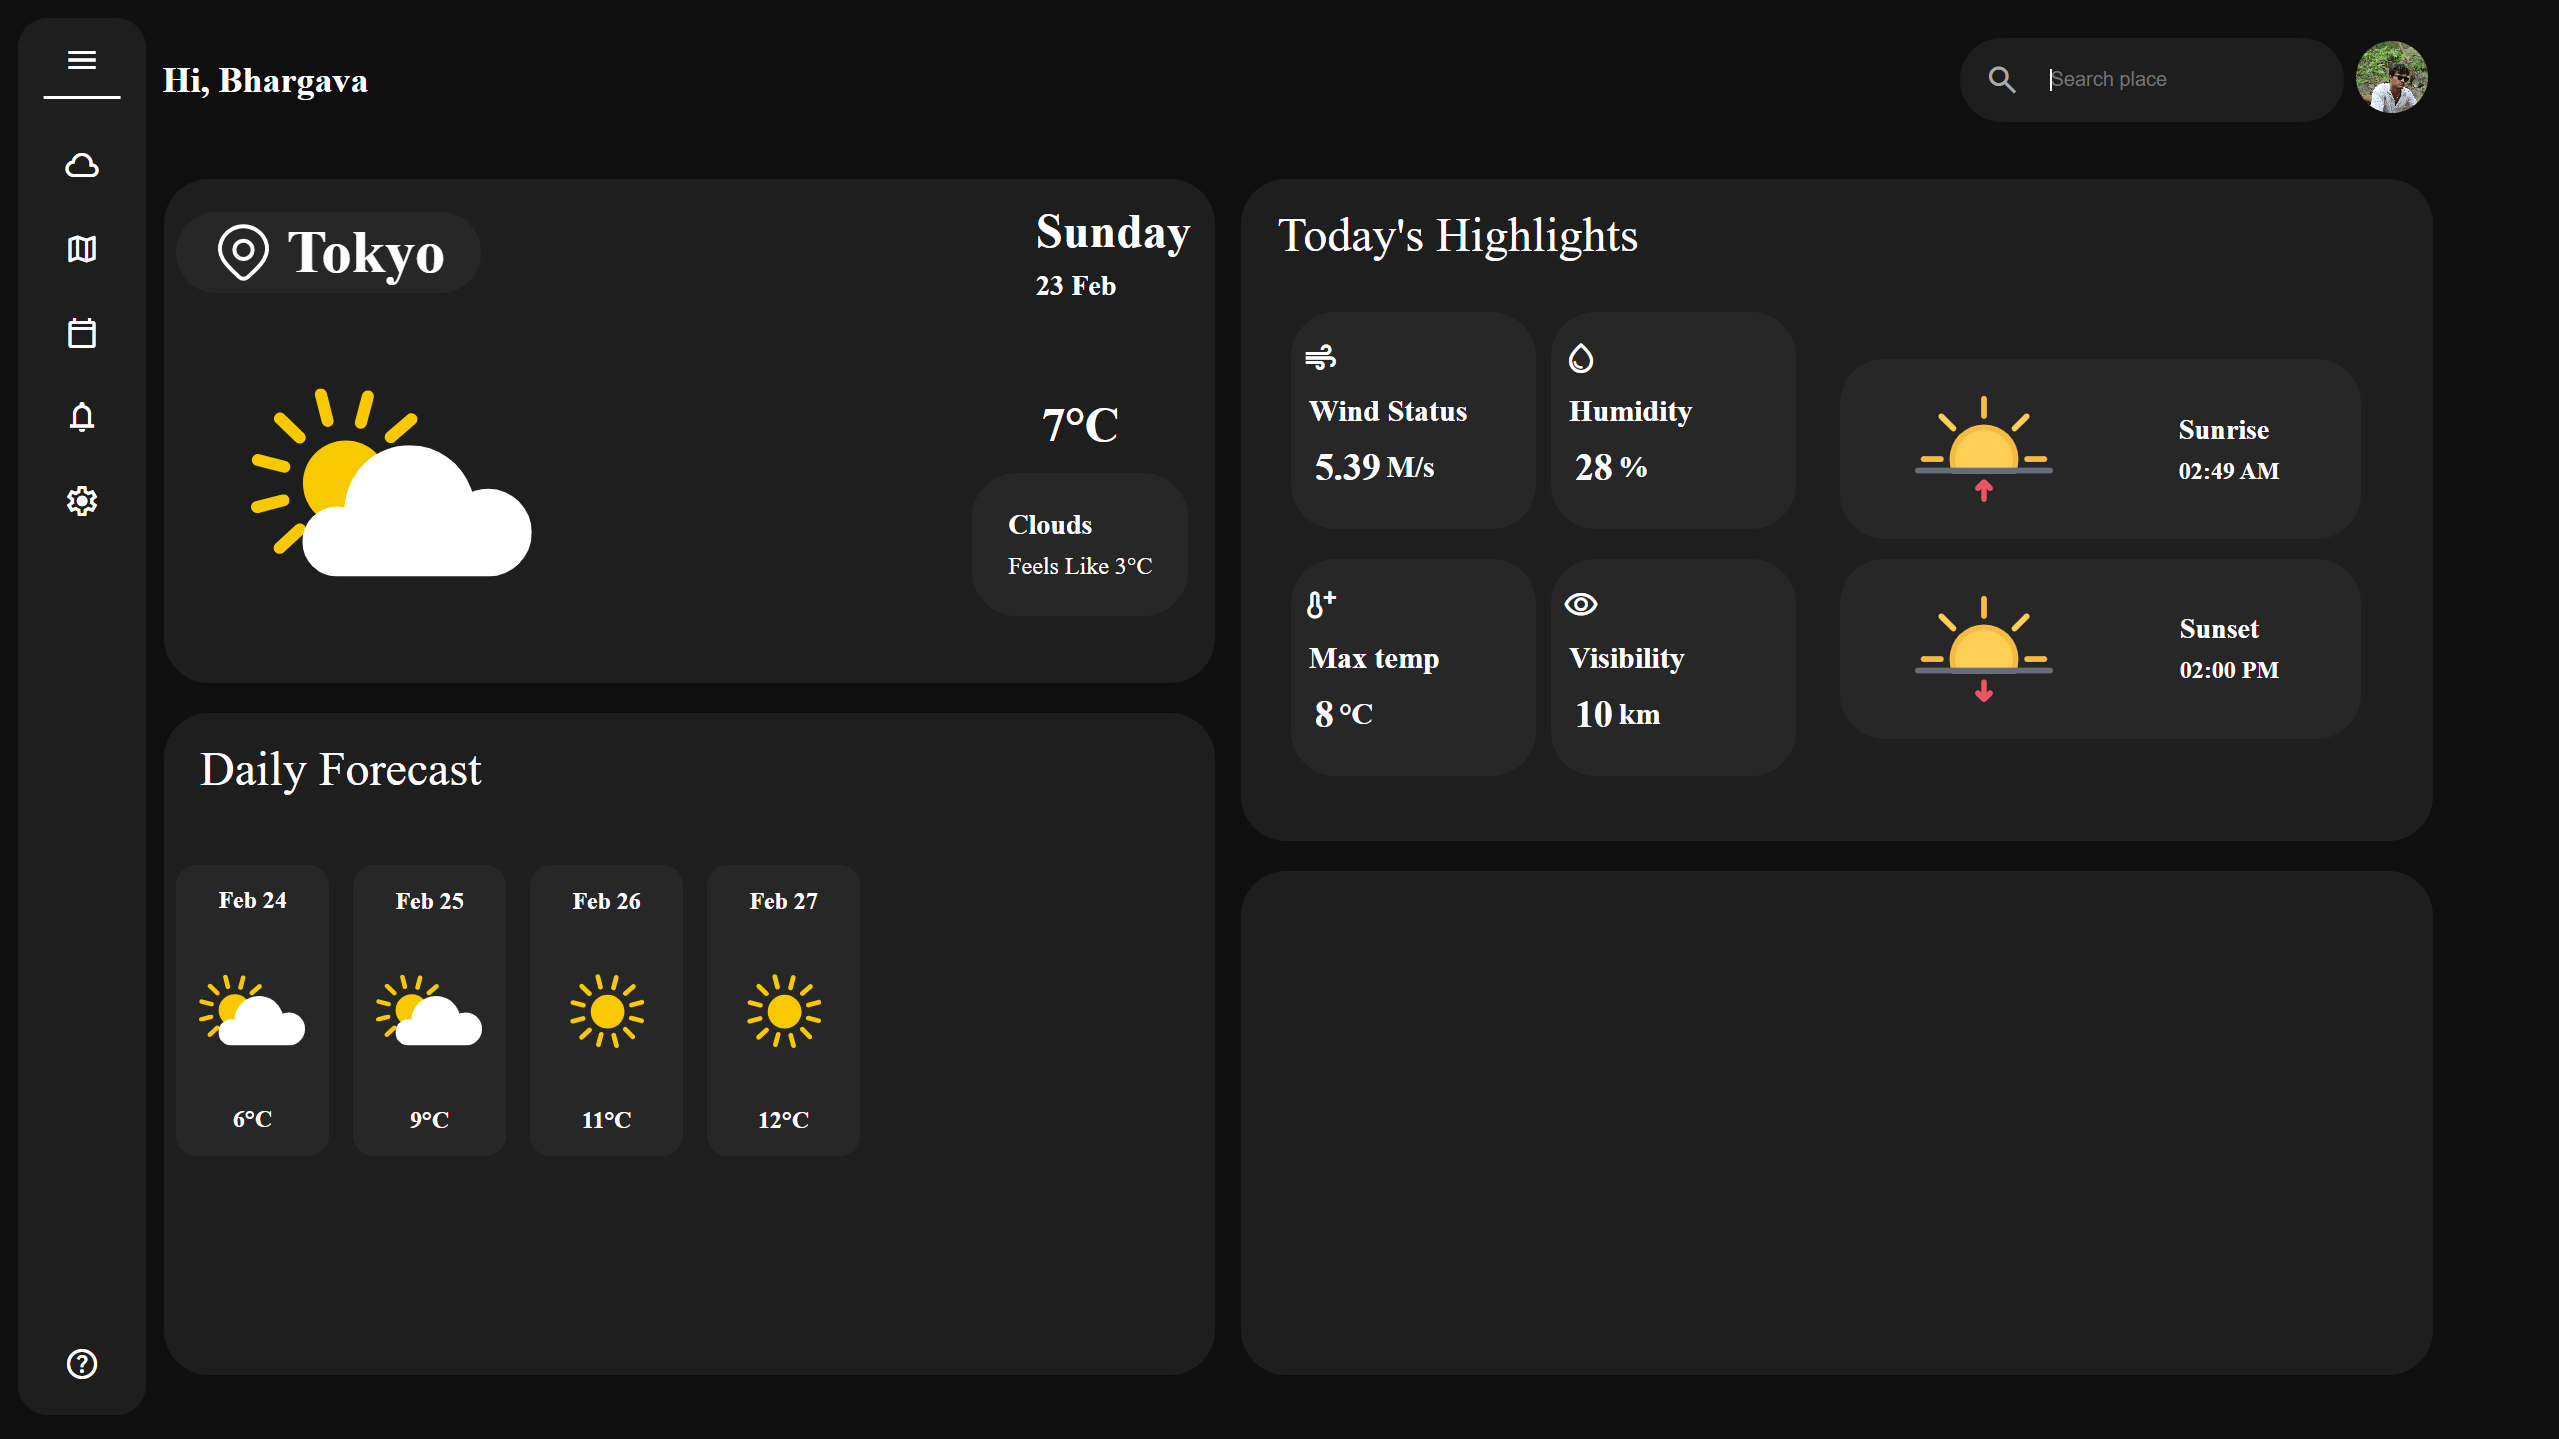 Hi, Bhargava
Search place
Tokyo
Sunday
23 Feb
7°C
Clouds
Feels Like 3°C
Today's Highlights
Wind Status
5.39 M/s
Humidity
28 %
Sunrise
02:49 AM
Max temp
8 °C
Visibility
10 km
Sunset
02:00 PM
Daily Forecast
Feb 24
6°C
Feb 25
9°C
Feb 26
11°C
Feb 27
12°C